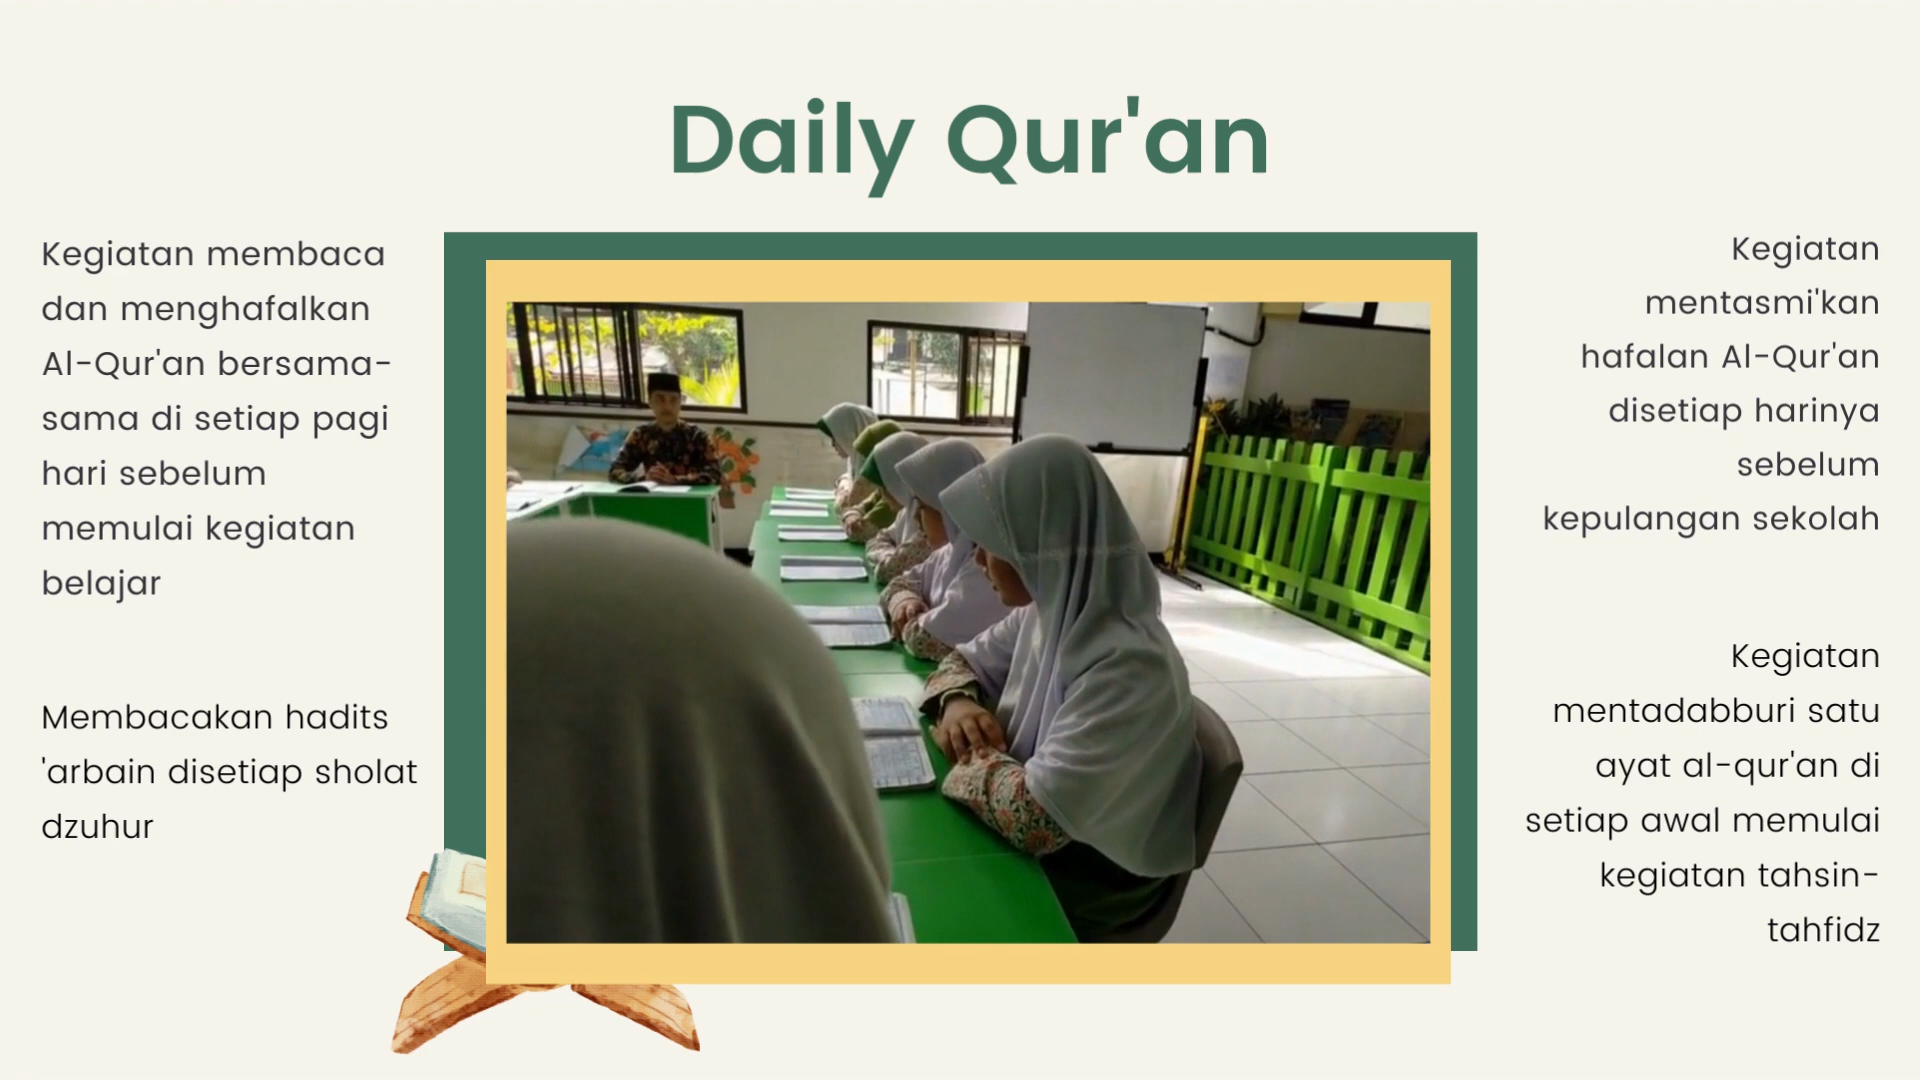 Daily Qur'an
Kegiatan membaca
dan menghafalkan
Al-Qur'an bersama-
sama di setiap pagi
hari sebelum
memulai kegiatan
belajar
Membacakan hadits
'arbain disetiap sholat
dzuhur
Kegiatan
mentasmi'kan
hafalan Al-Qur'an
disetiap harinya
sebelum
kepulangan sekolah
Kegiatan
mentadabburi satu
ayat al-qur'an di
setiap awal memulai
kegiatan tahsin-
tahfidz